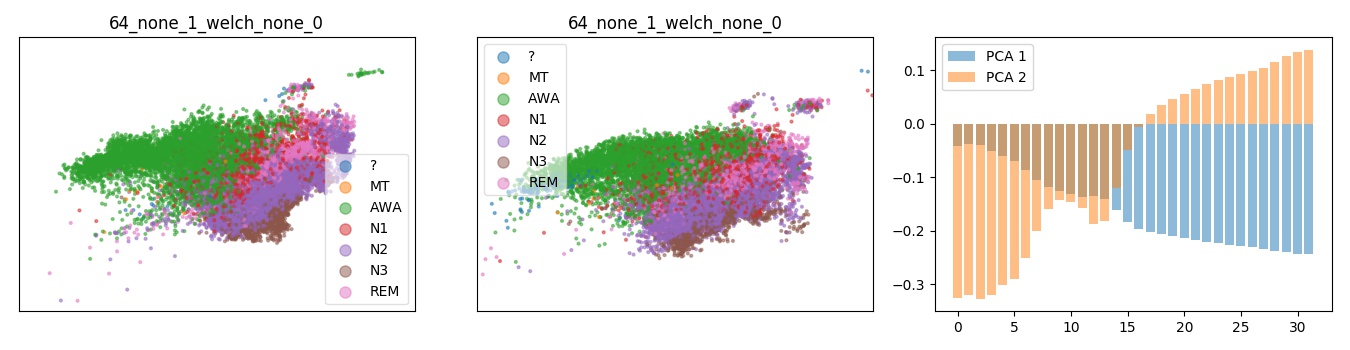 64_none_1_welch_none_0
?
MT
AWA
N1
N2
N3
REM
64_none_1_welch_none_0
?
MT
AWA
N1
N2
N3
REM
PCA 1
PCA 2
0.1
0.0
−0.1
−0.2
−0.3
0
5
10
15
20
25
30